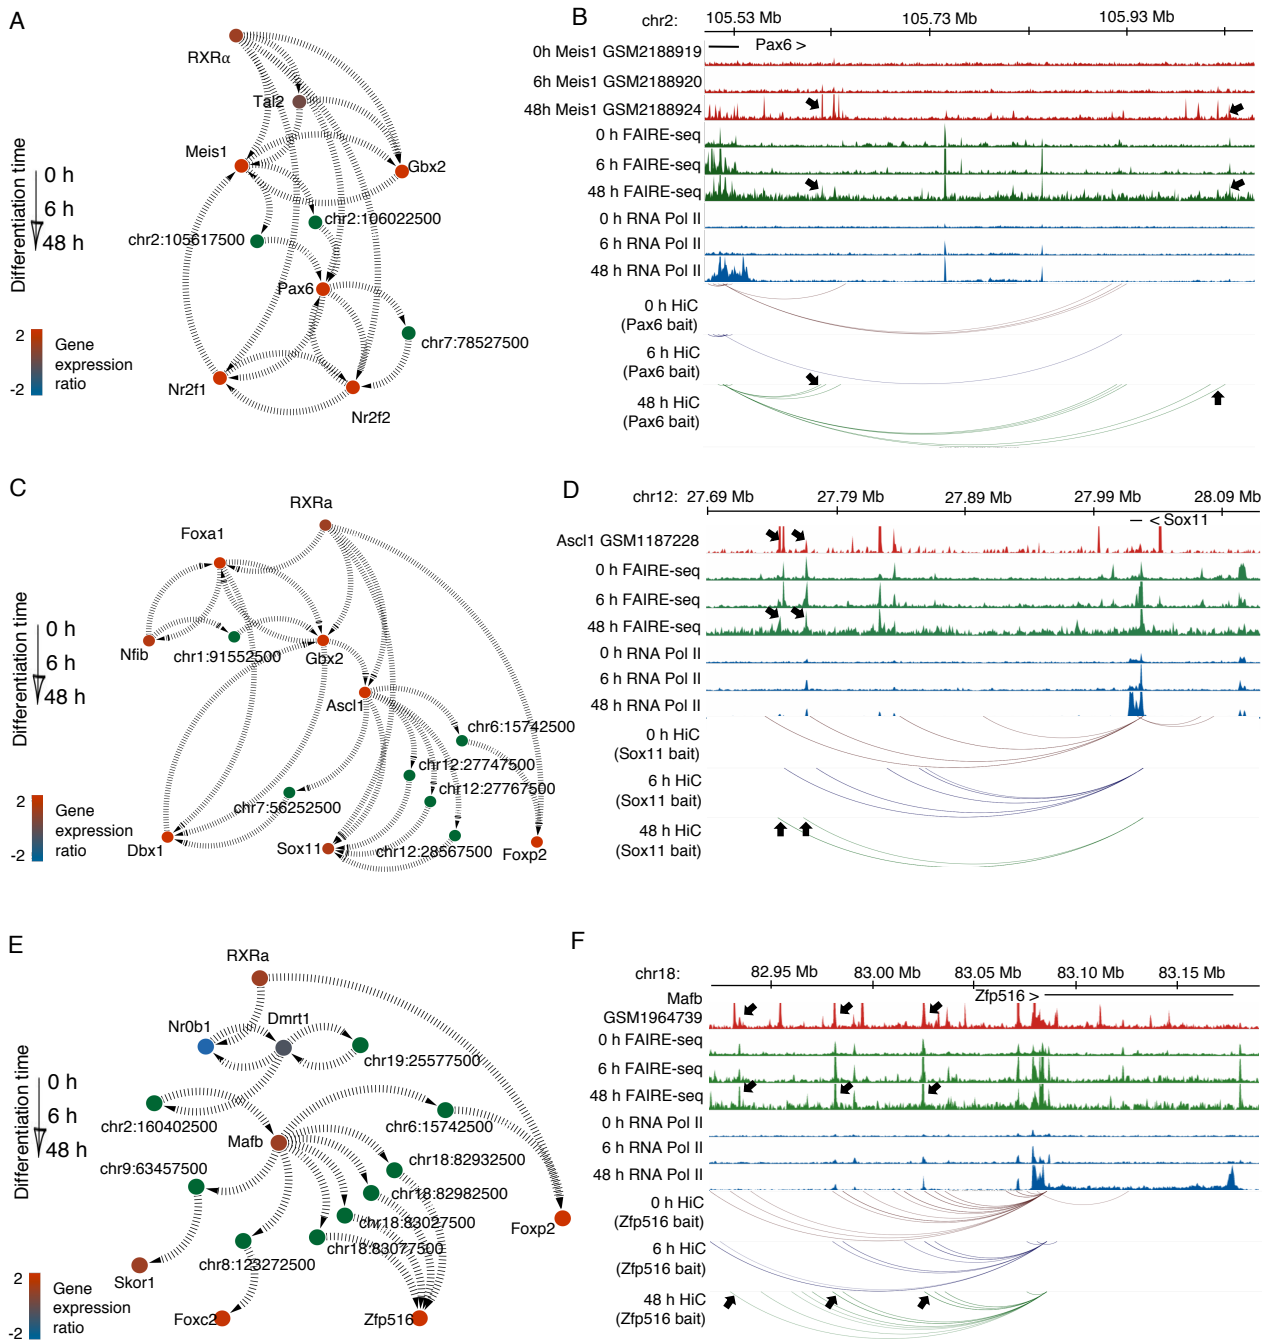 A
RXRα
Tal2
Meis1
Gbx2
chr2:106022500
chr2:105617500
Pax6
chr7:78527500
Nr2f1
Nr2f2
Differentiation time
0 h
6 h
48 h
2
-2
Gene
expression
ratio
B
chr2:
105.53 Mb
105.73 Mb
105.93 Mb
Pax6 >
0h Meis1 GSM2188919
6h Meis1 GSM2188920
48h Meis1 GSM2188924
0 h FAIRE-seq
6 h FAIRE-seq
48 h FAIRE-seq
0 h RNA Pol II
6 h RNA Pol II
48 h RNA Pol II
0 h HiC
(Pax6 bait)
6 h HiC
(Pax6 bait)
48 h HiC
(Pax6 bait)
C
RXRa
Foxa1
Nfib
chr1:91552500
Gbx2
Ascl1
chr6:15742500
chr12:27747500
chr12:27767500
chr7:56252500
Dbx1
Sox11
chr12:28567500
Foxp2
Differentiation time
0 h
6 h
48 h
2
-2
Gene
expression
ratio
D
chr12:
27.69 Mb
27.79 Mb
27.89 Mb
27.99 Mb
28.09 Mb
< Sox11
Ascl1 GSM1187228
0 h FAIRE-seq
6 h FAIRE-seq
48 h FAIRE-seq
0 h RNA Pol II
6 h RNA Pol II
48 h RNA Pol II
0 h HiC
(Sox11 bait)
6 h HiC
(Sox11 bait)
48 h HiC
(Sox11 bait)
E
RXRa
Nr0b1
Dmrt1
chr19:25577500
chr2:160402500
Mafb
chr6:15742500
chr9:63457500
chr18:82932500
chr18:82982500
chr18:83027500
chr18:83077500
Foxp2
chr8:123272500
Skor1
Foxc2
Zfp516
Differentiation time
0 h
6 h
48 h
2
-2
Gene
expression
ratio
F
chr18:
82.95 Mb
83.00 Mb
83.05 Mb
83.10 Mb
83.15 Mb
Zfp516 >
Mafb
GSM1964739
0 h FAIRE-seq
6 h FAIRE-seq
48 h FAIRE-seq
0 h RNA Pol II
6 h RNA Pol II
48 h RNA Pol II
0 h HiC
(Zfp516 bait)
6 h HiC
(Zfp516 bait)
48 h HiC
(Zfp516 bait)